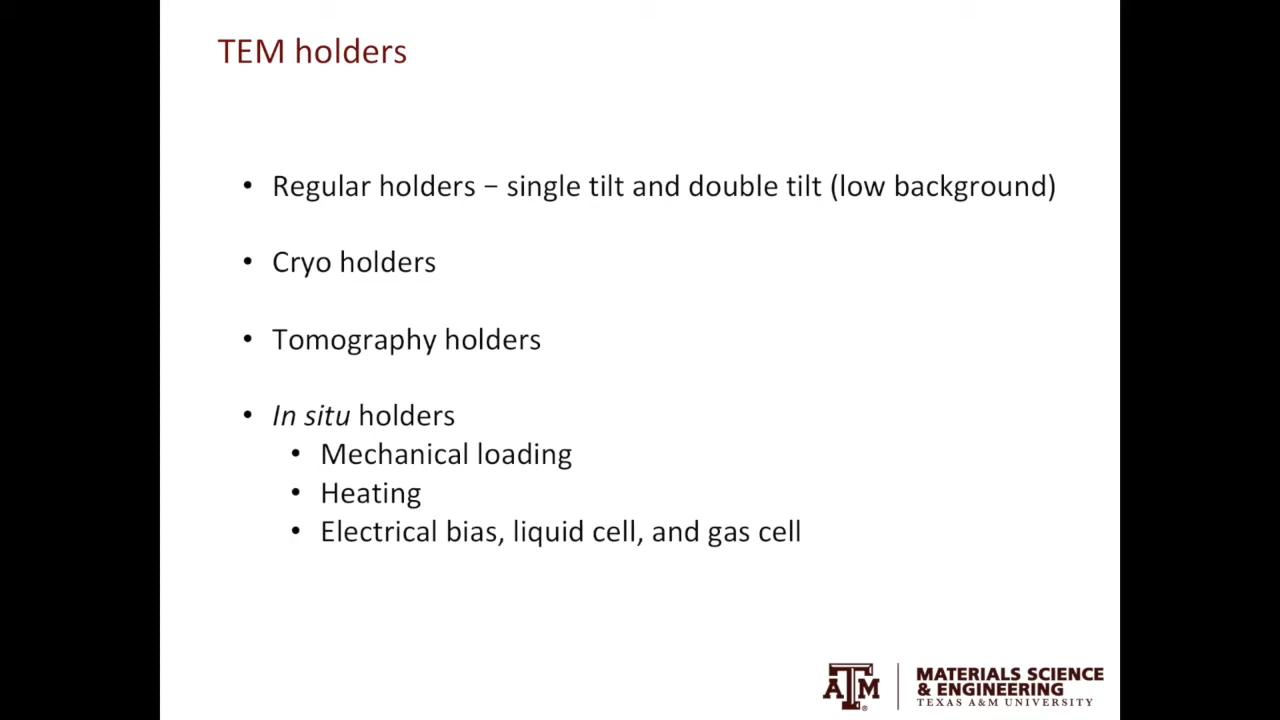 TEM holders
• Regular holders – single tilt and double tilt (low background)
• Cryo holders
• Tomography holders
• In situ holders
• Mechanical loading
• Heating
• Electrical bias, liquid cell, and gas cell
ATM®
MATERIALS SCIENCE
& ENGINEERING
TEXAS A&M UNIVERSITY